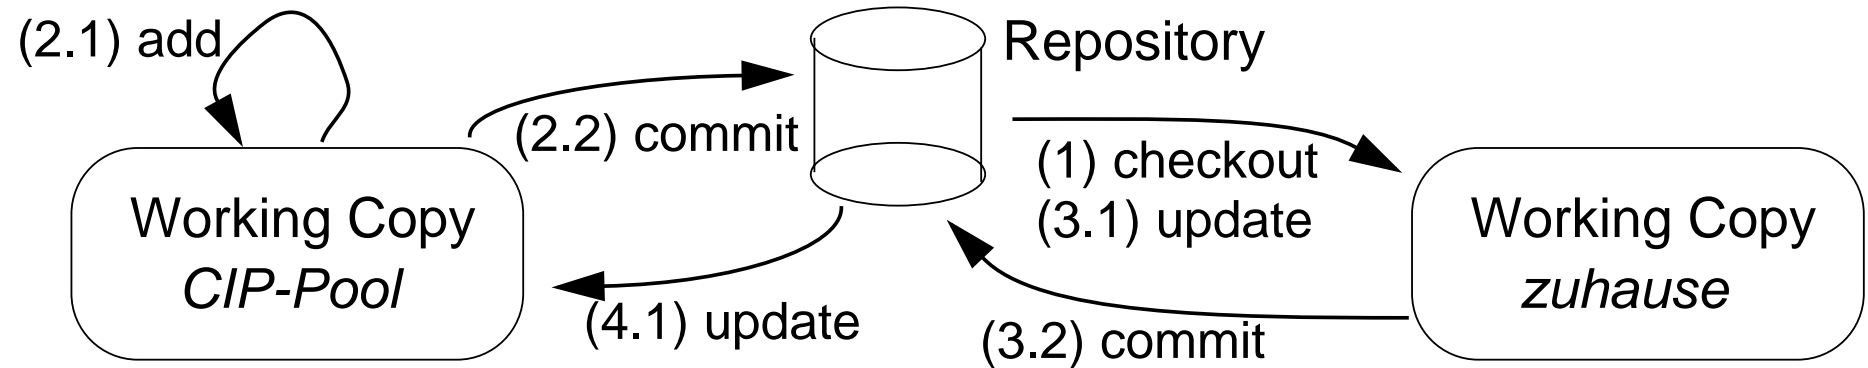 (2.1) add
Repository
(2.2) commit
(1) checkout
(3.1) update
Working Copy
CIP-Pool
Working Copy
zuhause
(4.1) update
(3.2) commit